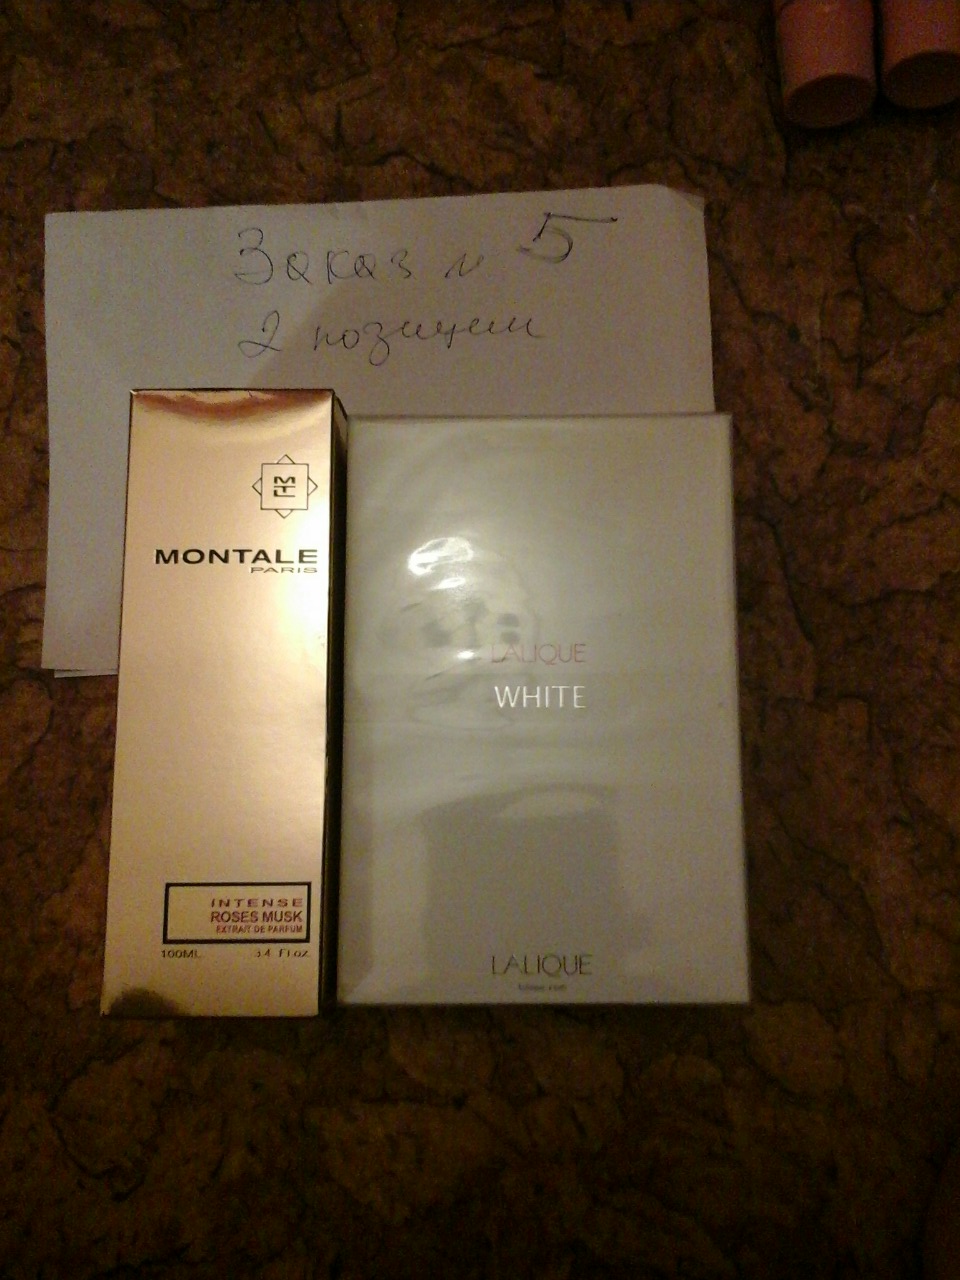 Заказ N 5
2 позиции
MTL
MONTALE
PARIS
INTENSE
ROSES MUSK
EXTRAIT DE PARFUM
100ML 3.4 Fl.oz.
LALIQUE
WHITE
LALIQUE